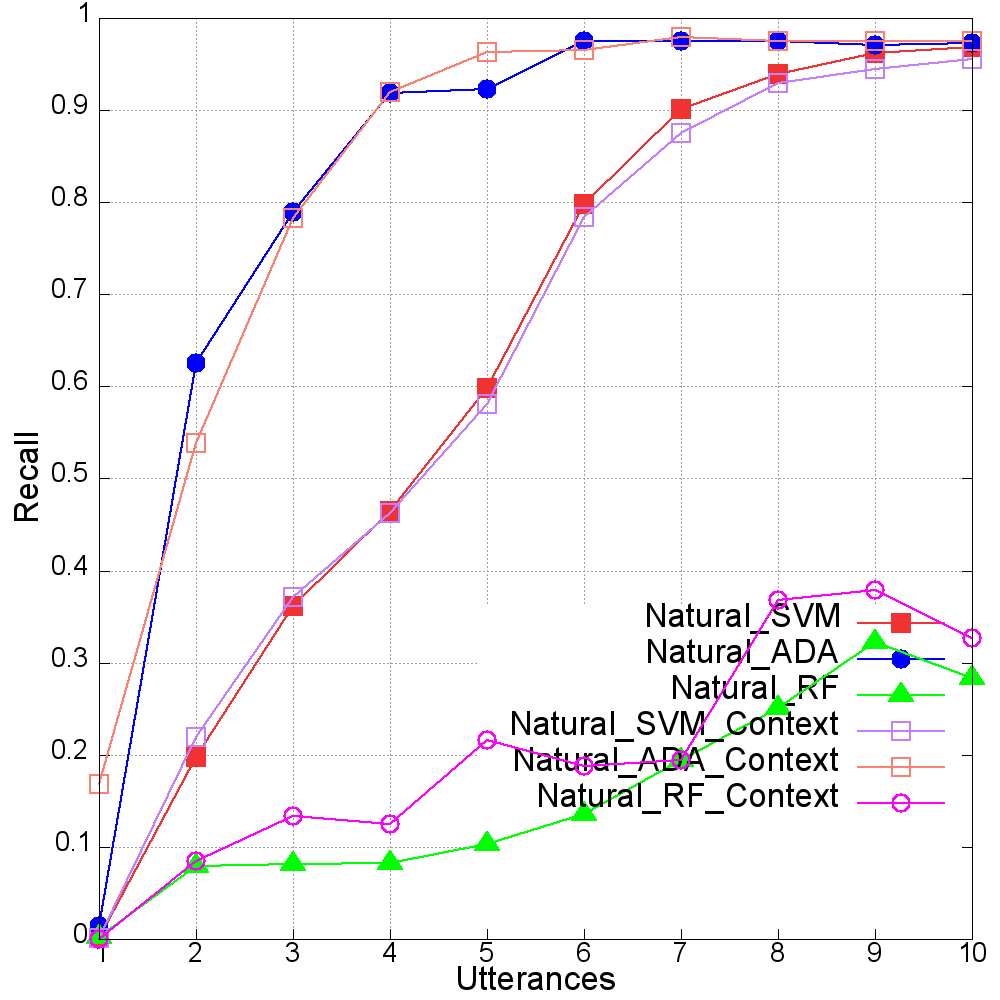 1
0.9
0.8
0.7
0.6
0.5
0.4
0.3
0.2
0.1
0
Recall
Natural_SVM
Natural_ADA
Natural_RF
Natural_SVM_Context
Natural_ADA_Context
Natural_RF_Context
1 2 3 4 5 6 7 8 9 10
Utterances